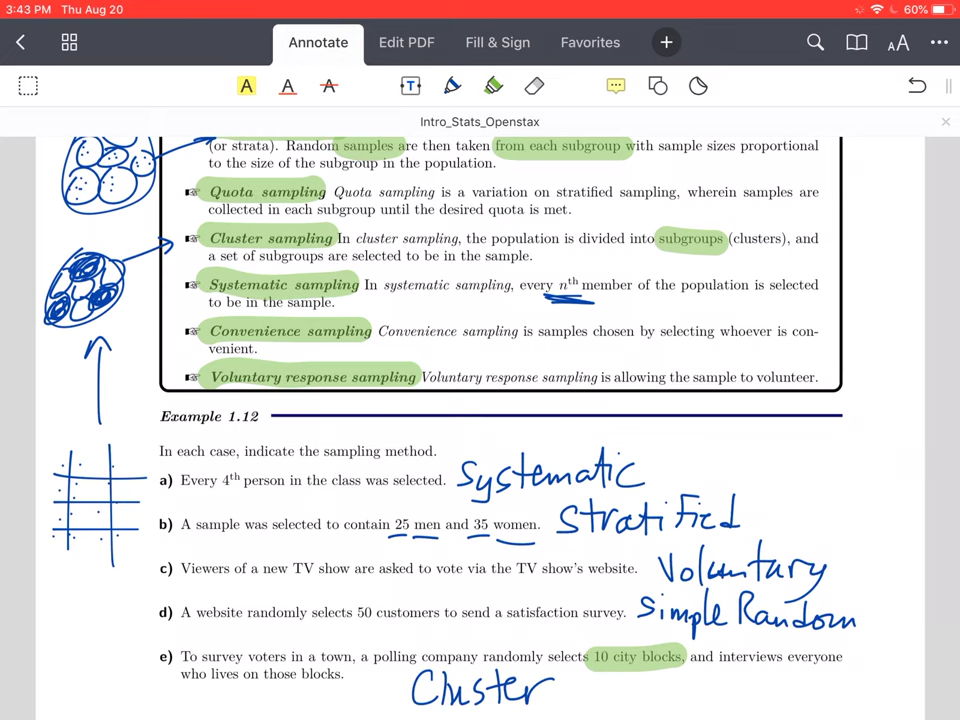 3:43 PM Thu Aug 20 60%
Annotate Edit PDF Fill & Sign Favorites
A A A T AA
Intro_Stats_Openstax
(or strata). Random samples are then taken from each subgroup with sample sizes proportional
to the size of the subgroup in the population.
Quota sampling Quota sampling is a variation on stratified sampling, wherein samples are
collected in each subgroup until the desired quota is met.
Cluster sampling In cluster sampling, the population is divided into subgroups (clusters), and
a set of subgroups are selected to be in the sample.
Systematic sampling In systematic sampling, every nth member of the population is selected
to be in the sample.
Convenience sampling Convenience sampling is samples chosen by selecting whoever is con-
venient.
Voluntary response sampling Voluntary response sampling is allowing the sample to volunteer.
Example 1.12
In each case, indicate the sampling method.
a) Every 4th person in the class was selected. Systematic
b) A sample was selected to contain 25 men and 35 women. Stratified
c) Viewers of a new TV show are asked to vote via the TV show's website. Voluntary
d) A website randomly selects 50 customers to send a satisfaction survey. Simple Random
e) To survey voters in a town, a polling company randomly selects 10 city blocks, and interviews everyone
who lives on those blocks. Cluster